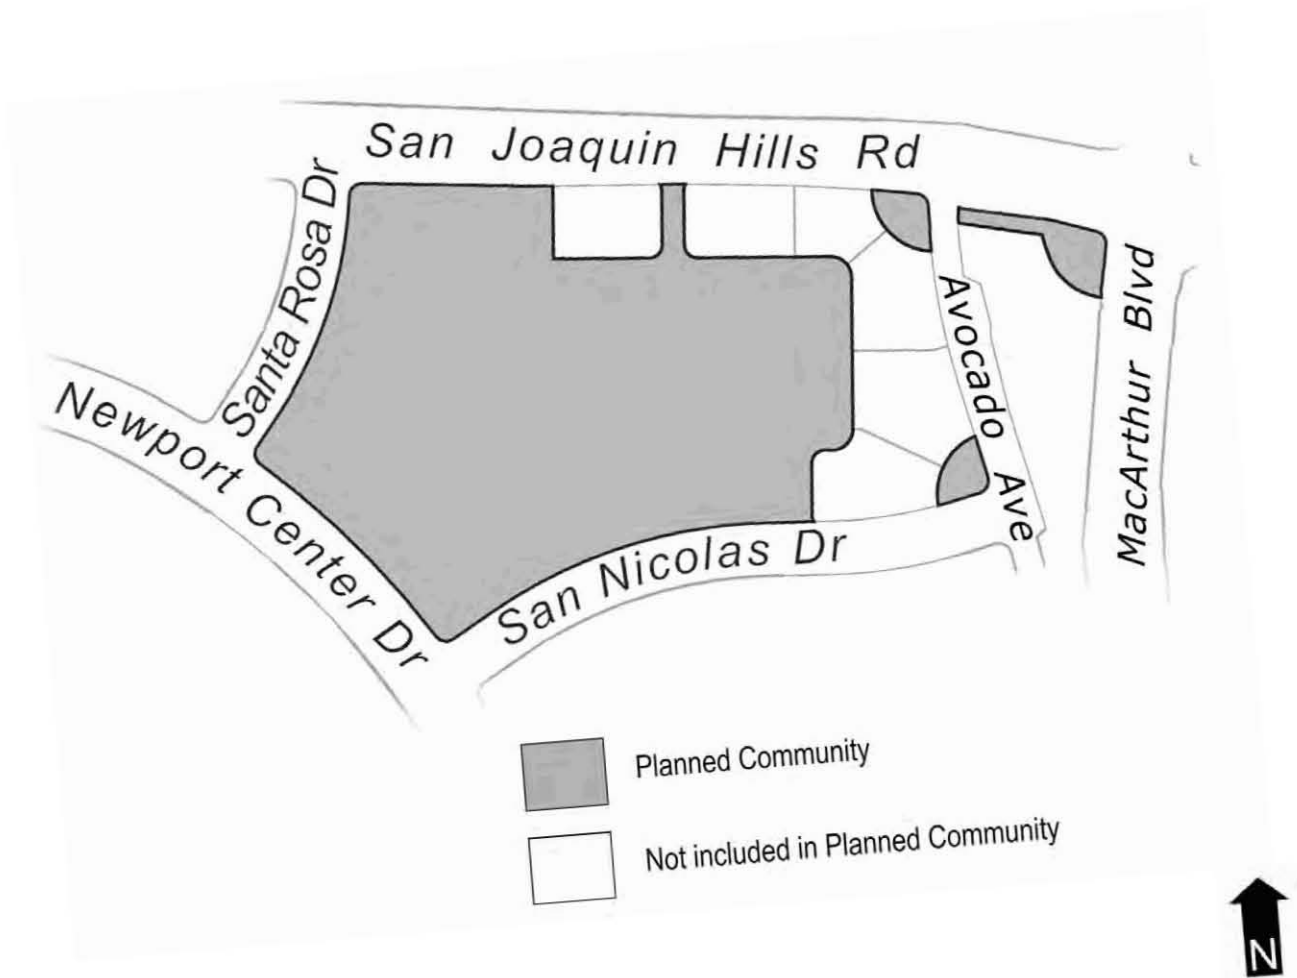 San Joaquin Hills Rd
Santa Rosa Dr
Avocado Ave
MacArthur Blvd
Newport Center Dr
San Nicolas Dr
Planned Community
Not included in Planned Community
N